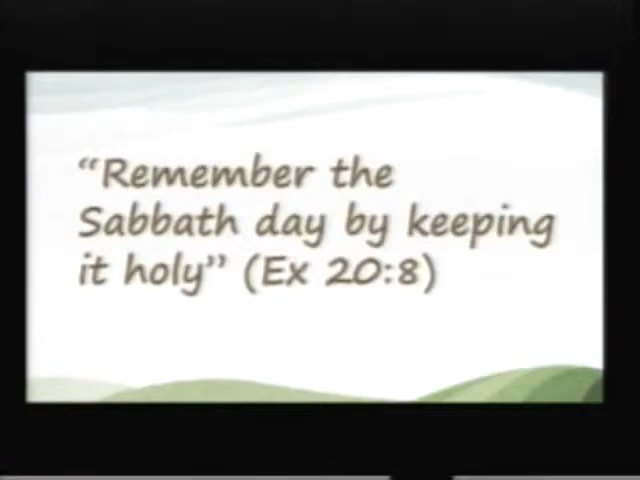 “Remember the
Sabbath day by keeping
it holy” (Ex 20:8)